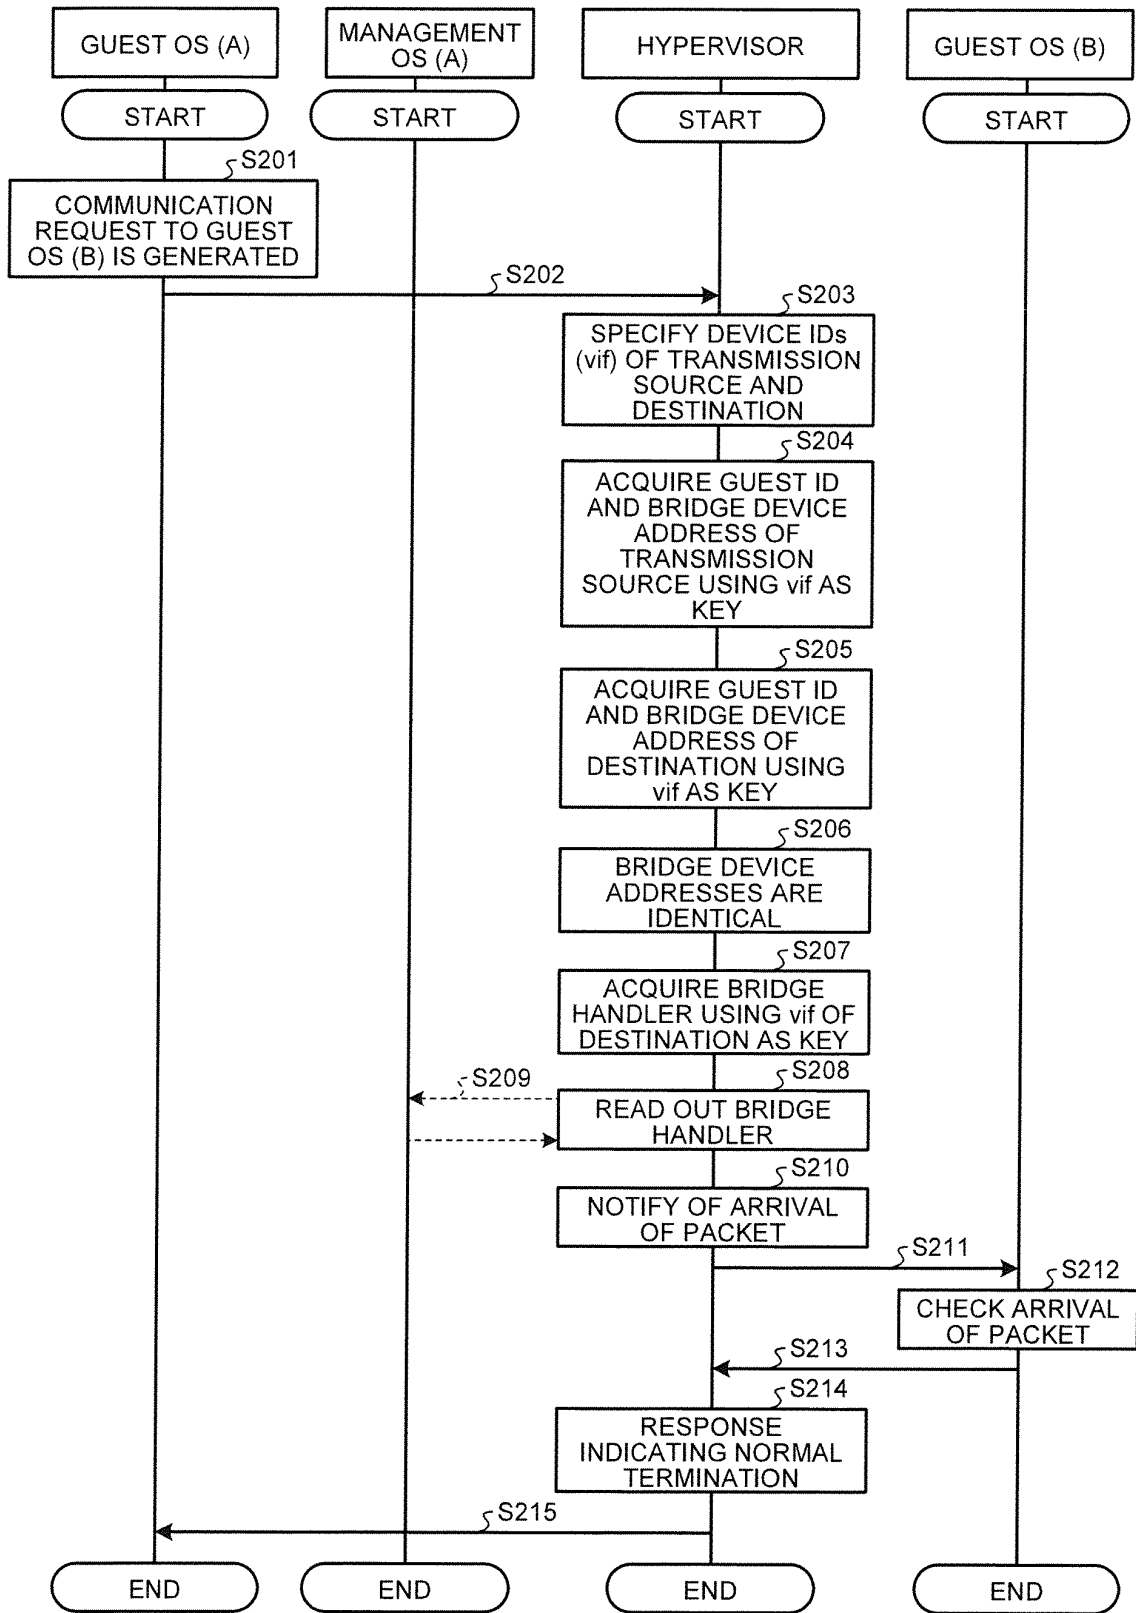 GUEST OS (A)
MANAGEMENT
OS (A)
HYPERVISOR
GUEST OS (B)
START
START
START
START
S201
COMMUNICATION
REQUEST TO GUEST
OS (B) IS GENERATED
S202
S203
SPECIFY DEVICE IDs
(vif) OF TRANSMISSION
SOURCE AND
DESTINATION
S204
ACQUIRE GUEST ID
AND BRIDGE DEVICE
ADDRESS OF
TRANSMISSION
SOURCE USING vif AS
KEY
S205
ACQUIRE GUEST ID
AND BRIDGE DEVICE
ADDRESS OF
DESTINATION USING
vif AS KEY
S206
BRIDGE DEVICE
ADDRESSES ARE
IDENTICAL
S207
ACQUIRE BRIDGE
HANDLER USING vif OF
DESTINATION AS KEY
S208
S209
READ OUT BRIDGE
HANDLER
S210
NOTIFY OF ARRIVAL
OF PACKET
S211
S212
CHECK ARRIVAL
OF PACKET
S213
S214
RESPONSE
INDICATING NORMAL
TERMINATION
S215
END
END
END
END